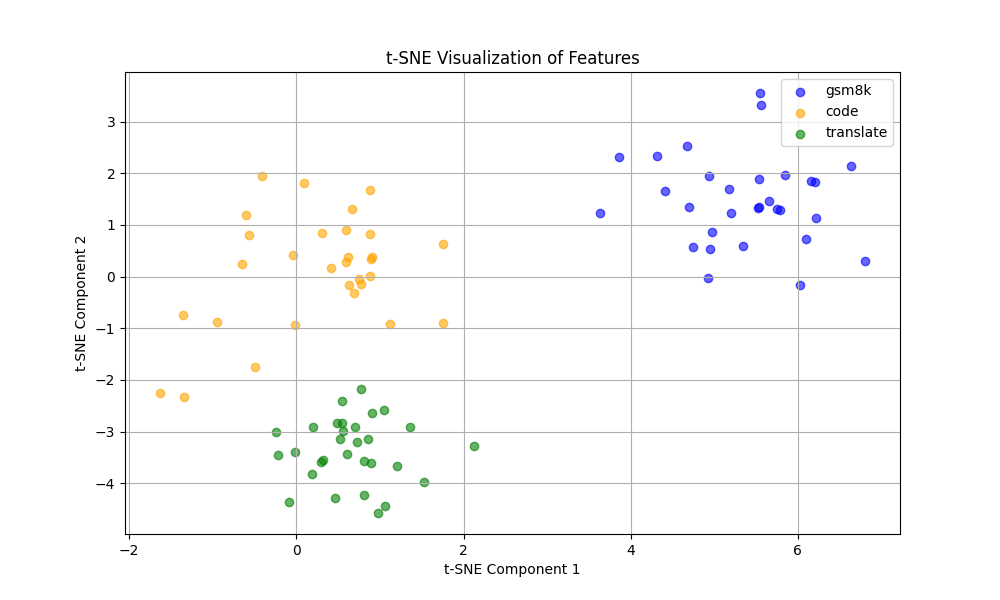 t-SNE Visualization of Features
gsm8k
code
translate
t-SNE Component 2
3
2
1
0
−1
−2
−3
−4
−2
0
2
4
6
t-SNE Component 1